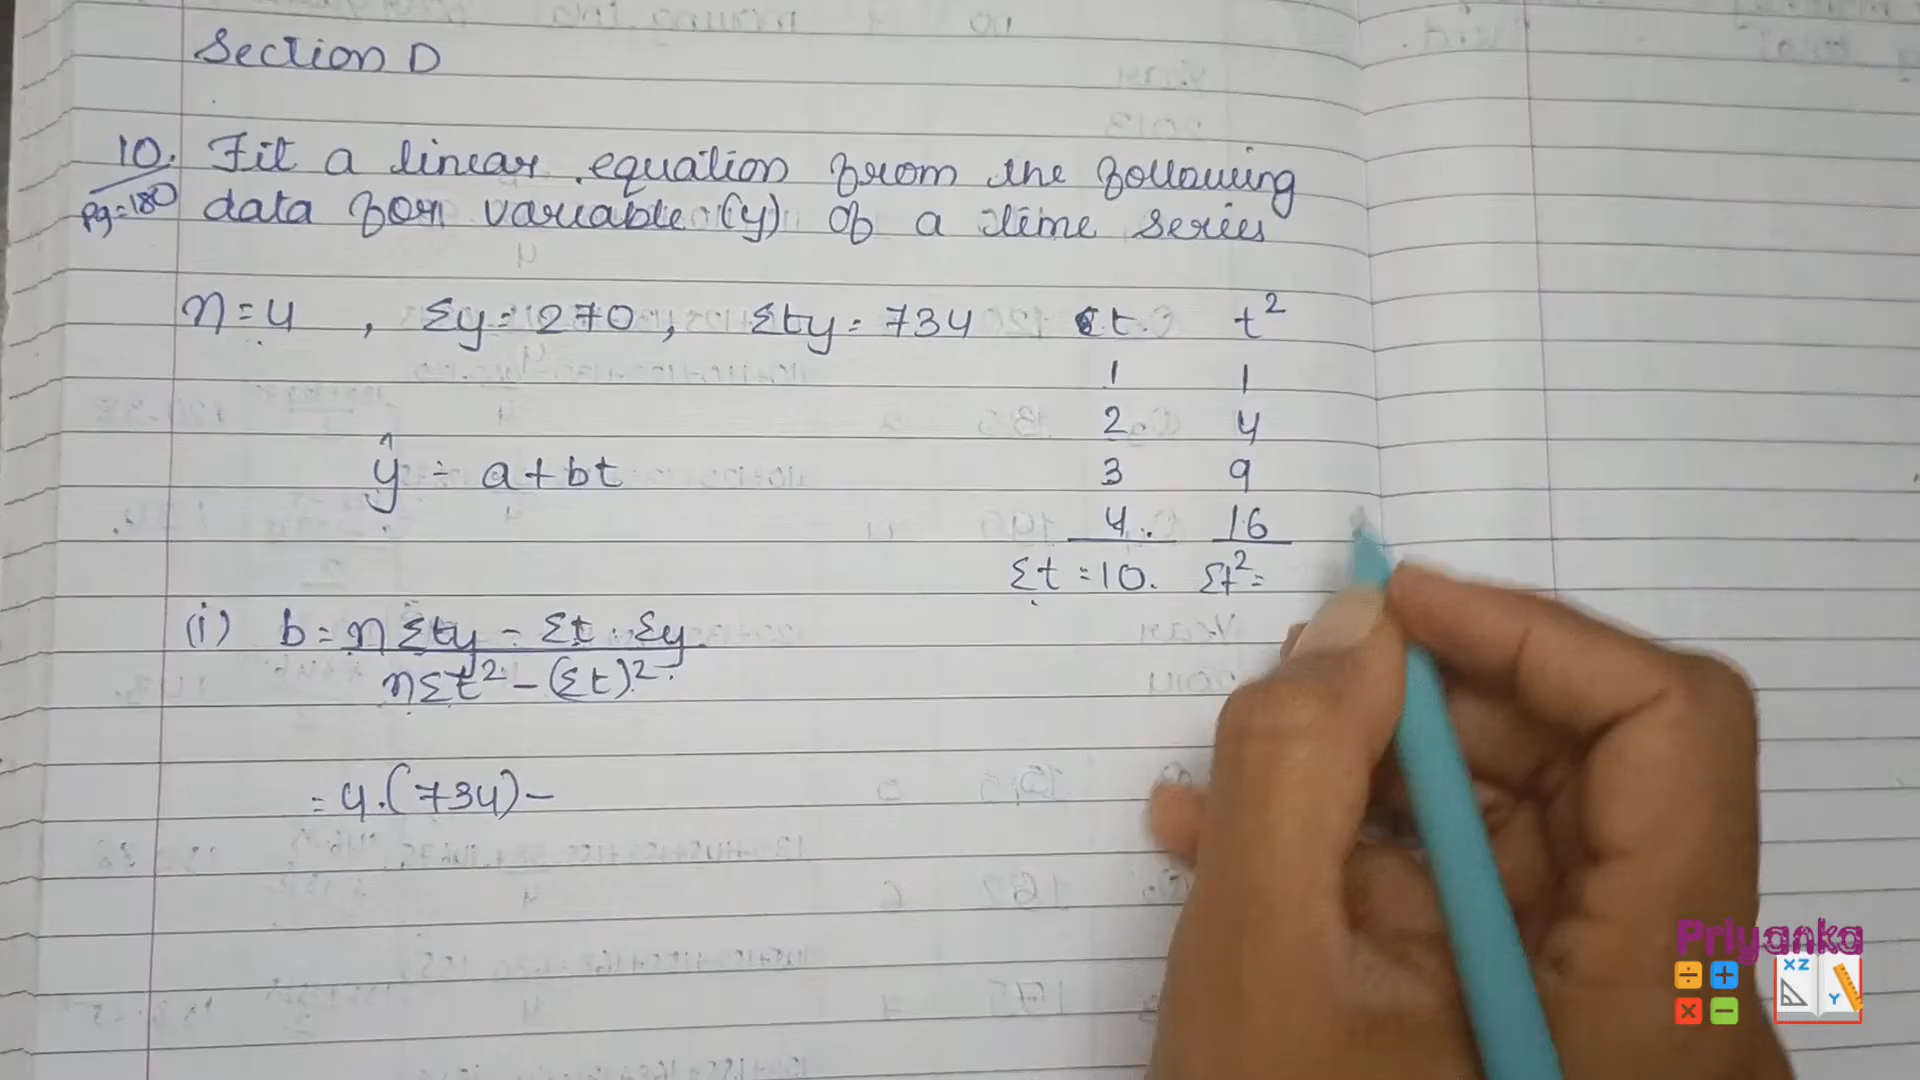 Section D
10. Fit a linear equation from the following
pg=180 data for variable (y) of a time series
n=4 , Σy=270, Σty=734 t t²
1 1
2 4
ŷ = a+bt 3 9
4. 16
Σt=10. Σt²=
(i) b= nΣty - Σt.Σy
nΣt² - (Σt)²
=4.(734)-
Priyanka
XZ
Y